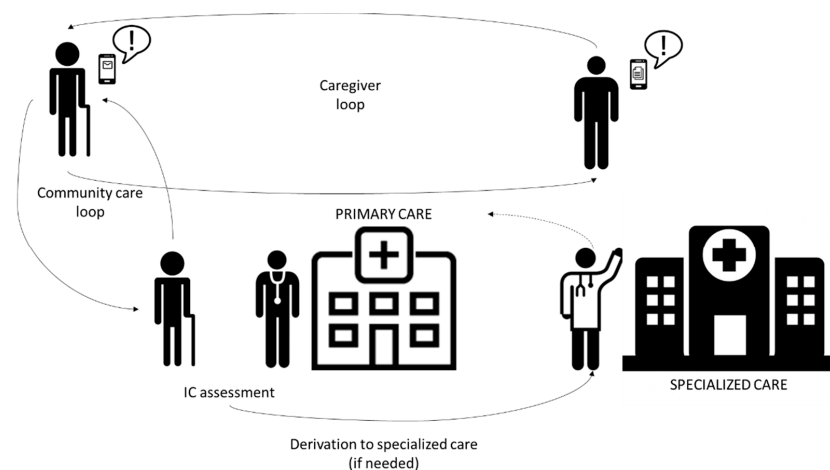 !
!
Caregiver
loop
Community care
loop
PRIMARY CARE
IC assessment
SPECIALIZED CARE
Derivation to specialized care
(if needed)